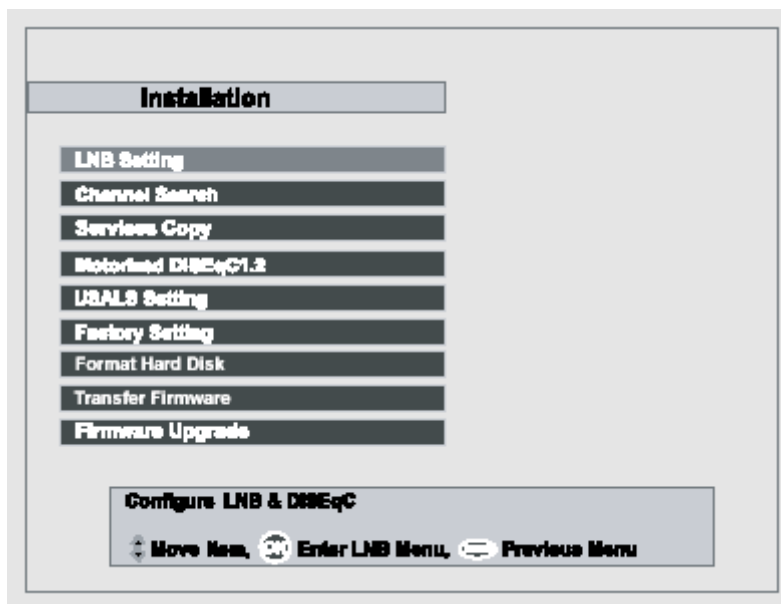 Installation
LNB Setting
Channel Search
Services Copy
Motorized DISEqC1.2
USALS Setting
Factory Setting
Format Hard Disk
Transfer Firmware
Firmware Upgrade
Configure LNB & DISEqC
Move Item, OK Enter LNB Menu, Previous Menu